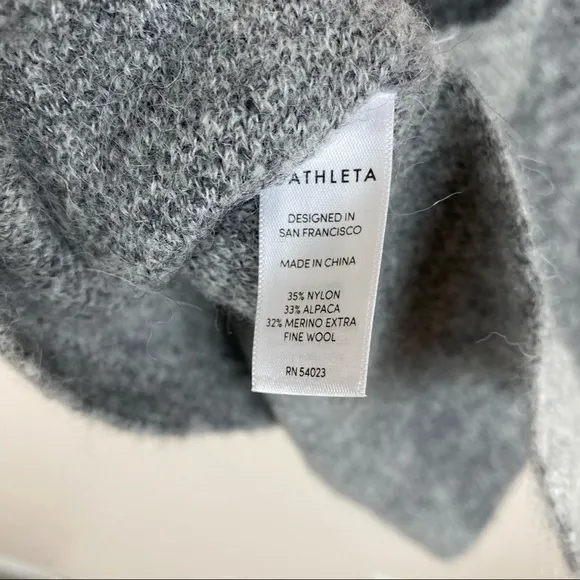 ATHLETA
DESIGNED IN
SAN FRANCISCO
MADE IN CHINA
35% NYLON
33% ALPACA
32% MERINO EXTRA
FINE WOOL
RN 54023